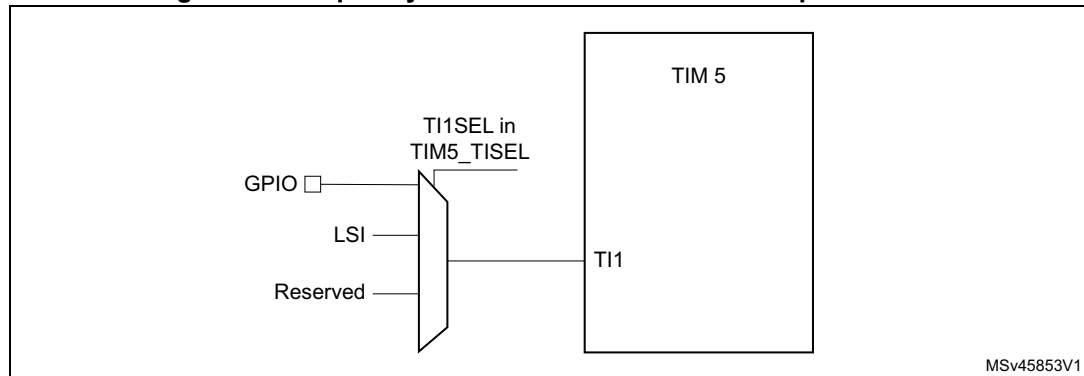 TIM 5
TI1SEL in
TIM5_TISEL
GPIO
LSI
TI1
Reserved
MSv45853V1